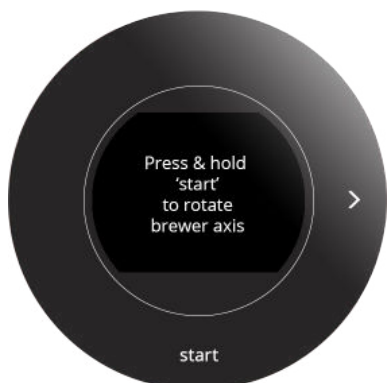 Press & hold
‘start’
to rotate
brewer axis
start